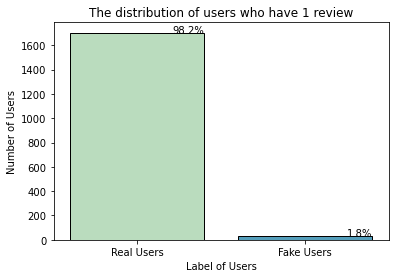 The distribution of users who have 1 review
98.2%
1.8%
1600
1400
1200
1000
800
600
400
200
0
Number of Users
Real Users Fake Users
Label of Users